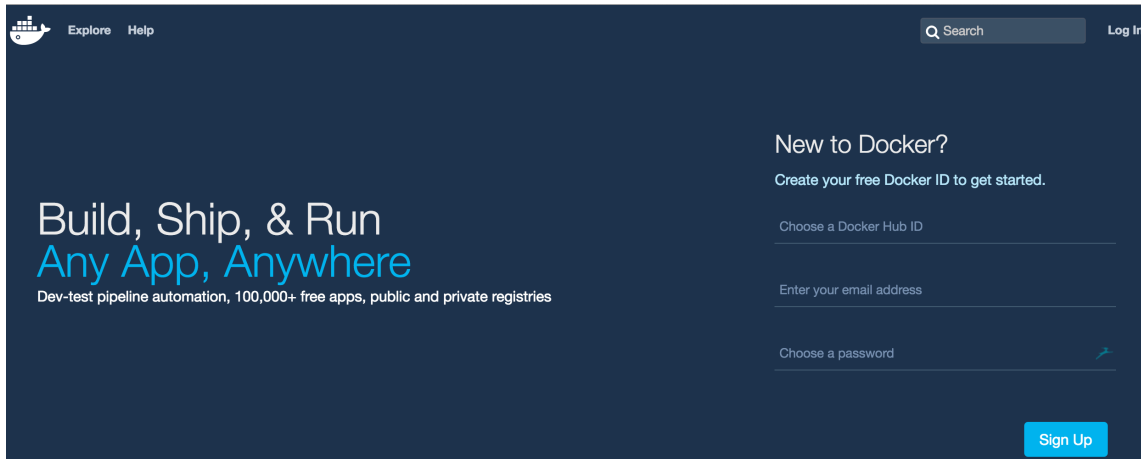 Explore Help Search Log In
New to Docker?
Create your free Docker ID to get started.
Choose a Docker Hub ID
Build, Ship, & Run
Any App, Anywhere
Dev-test pipeline automation, 100,000+ free apps, public and private registries
Enter your email address
Choose a password
Sign Up